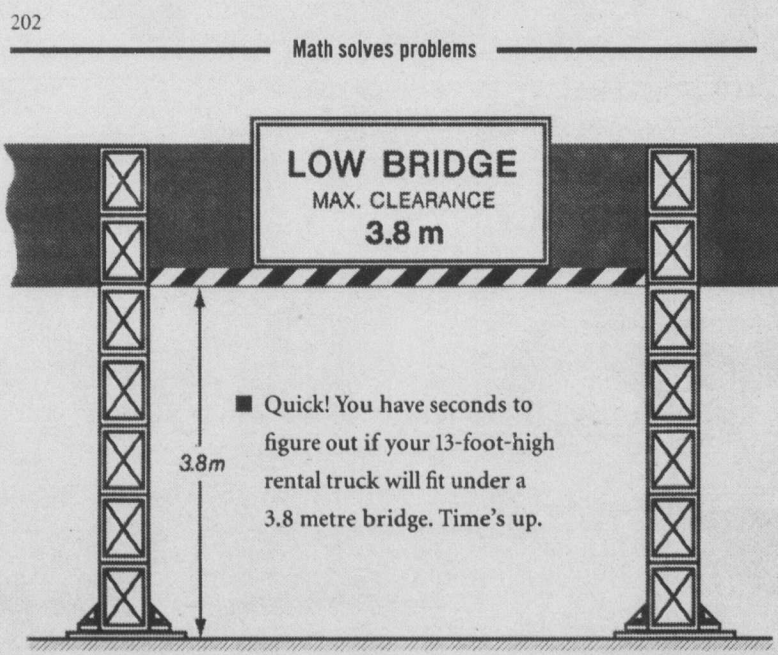 202
Math solves problems
LOW BRIDGE
MAX. CLEARANCE
3.8 m
3.8m
■ Quick! You have seconds to
figure out if your 13-foot-high
rental truck will fit under a
3.8 metre bridge. Time's up.